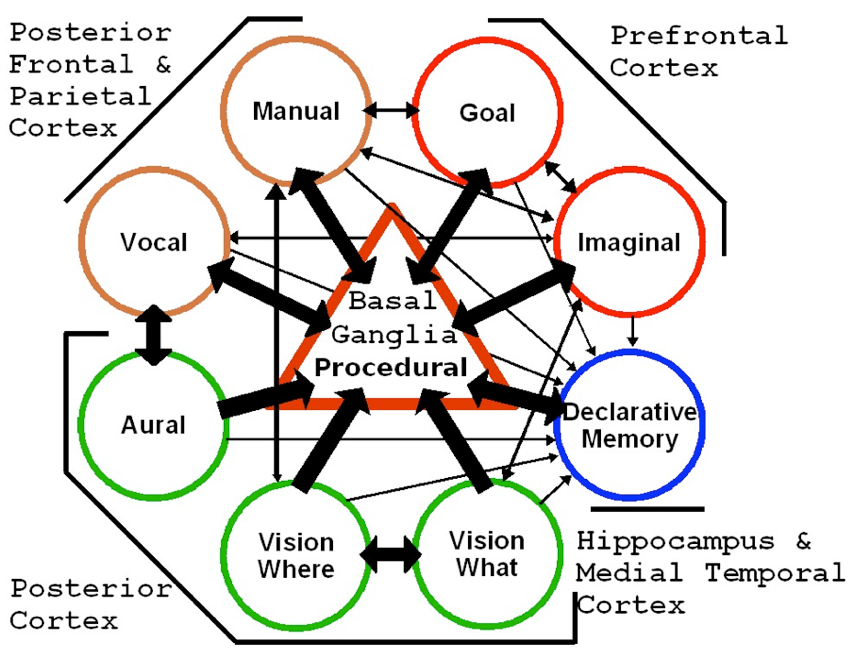 Posterior
Frontal &
Parietal
Cortex
Prefrontal
Cortex
Manual
Goal
Vocal
Imaginal
Basal
Ganglia
Procedural
Aural
Declarative
Memory
Vision
Where
Vision
What
Posterior
Cortex
Hippocampus &
Medial Temporal
Cortex